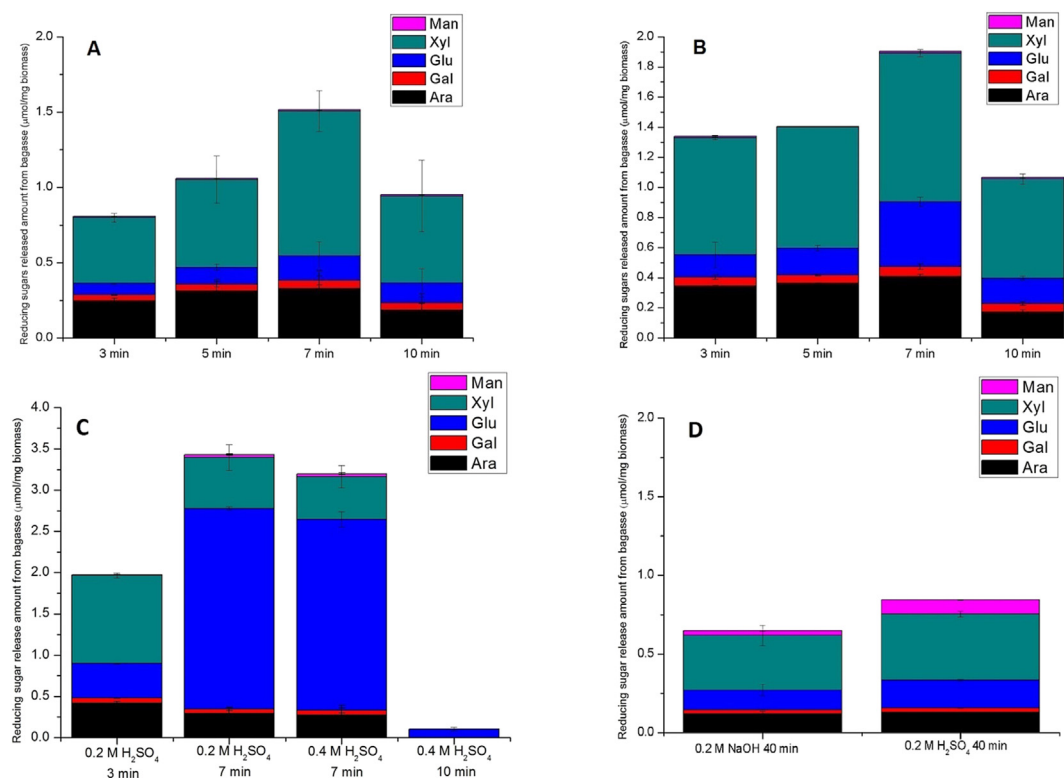 A
Man
Xyl
Glu
Gal
Ara
Reducing sugars released amount from bagasse (µmol/mg biomass)
2.0
1.5
1.0
0.5
0.0
3 min
5 min
7 min
10 min
B
Man
Xyl
Glu
Gal
Ara
Reducing sugars released amount from bagasse (µmol/mg biomass)
2.0
1.8
1.6
1.4
1.2
1.0
0.8
0.6
0.4
0.2
0.0
3 min
5 min
7 min
10 min
C
Man
Xyl
Glu
Gal
Ara
Reducing sugar release amount from bagasse (µmol/mg biomass)
4.0
3.5
3.0
2.5
2.0
1.5
1.0
0.5
0.0
0.2 M H₂SO₄
3 min
0.2 M H₂SO₄
7 min
0.4 M H₂SO₄
7 min
0.4 M H₂SO₄
10 min
D
Man
Xyl
Glu
Gal
Ara
Reducing sugar release amount from bagasse (µmol/mg biomass)
2.0
1.5
1.0
0.5
0.0
0.2 M NaOH 40 min
0.2 M H₂SO₄ 40 min